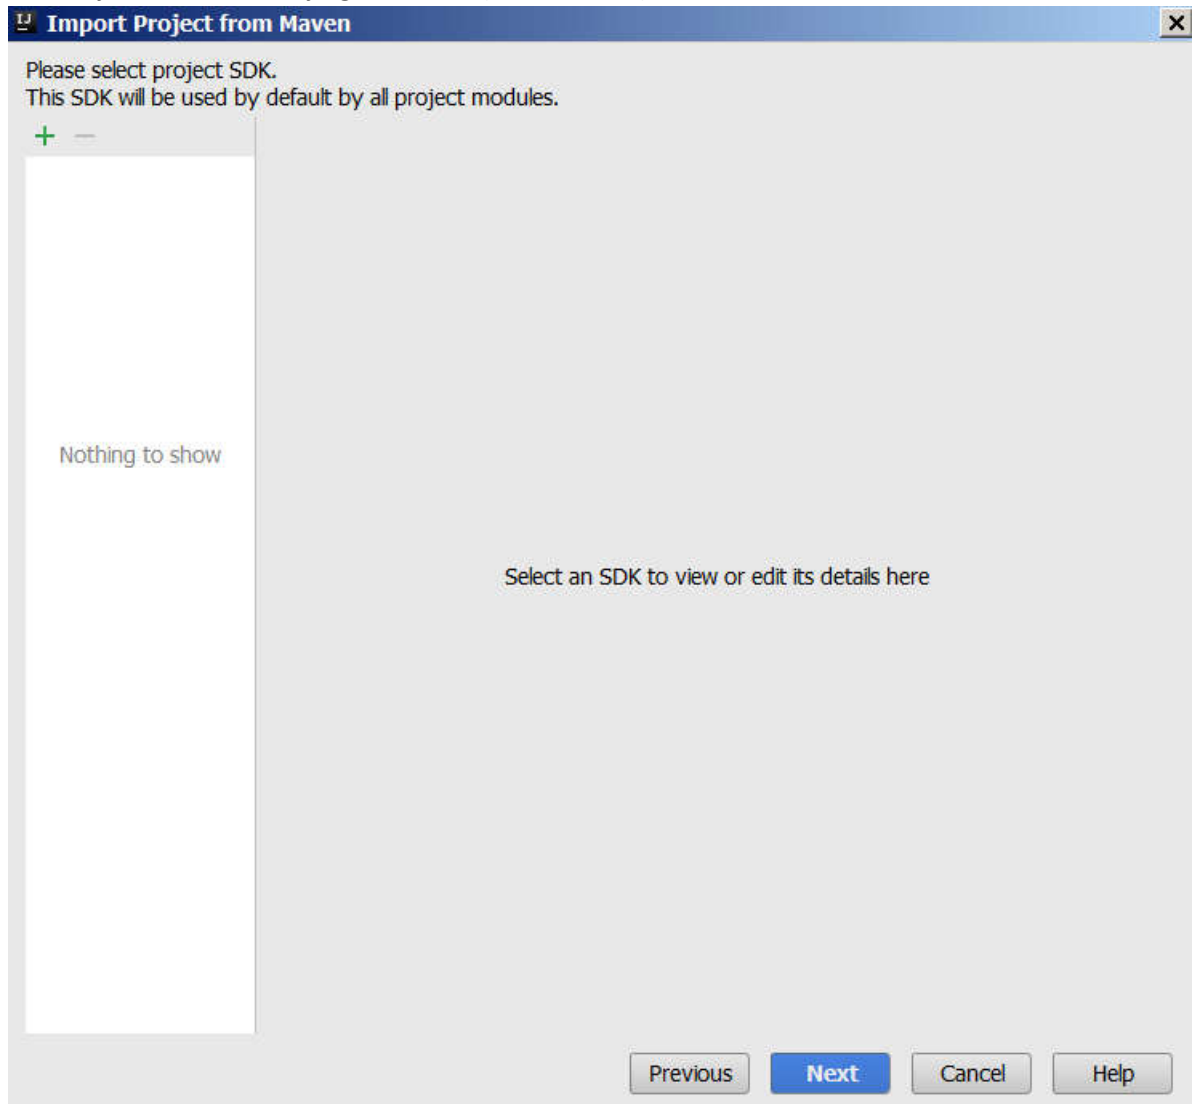 Import Project from Maven
Please select project SDK.
This SDK will be used by default by all project modules.
Nothing to show
Select an SDK to view or edit its details here
Previous
Next
Cancel
Help